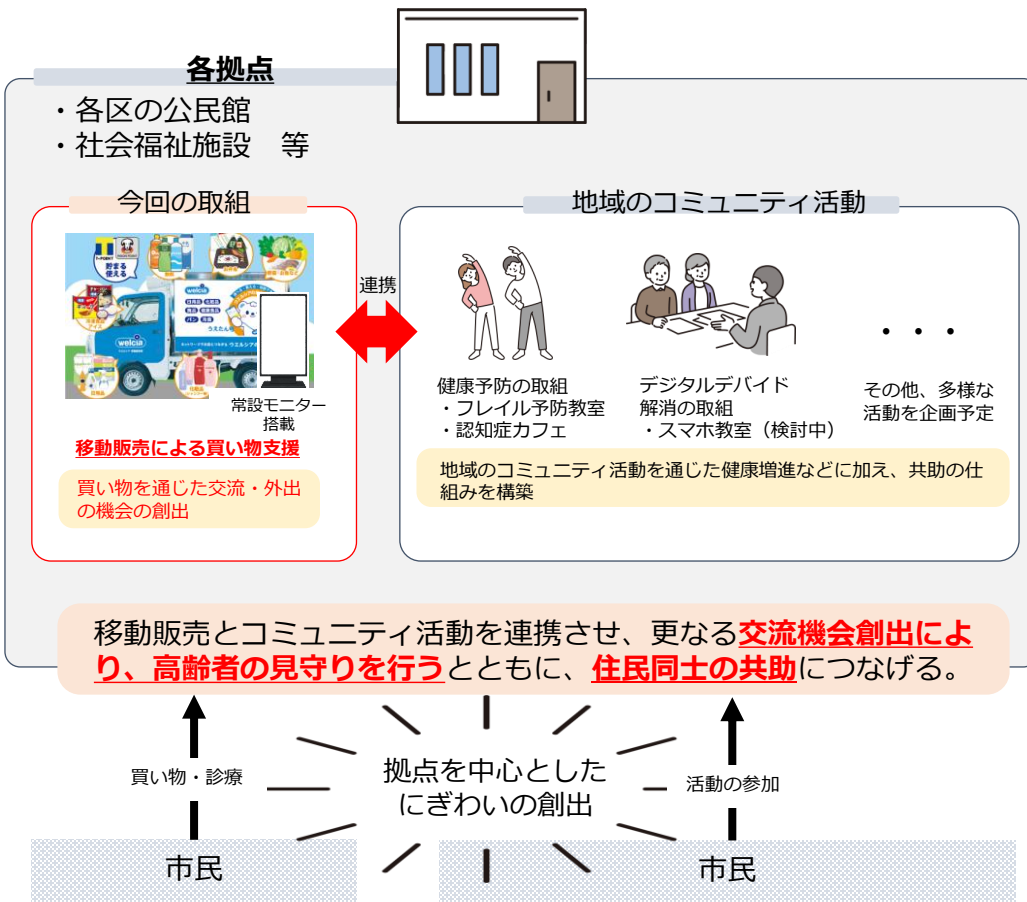 各拠点
・各区の公民館
・社会福祉施設　等
今回の取組
貯まる
使える
welcia
うえたん
welcia
常設モニター
搭載
移動販売による買い物支援
買い物を通じた交流・外出
の機会の創出
連携
地域のコミュニティ活動
健康予防の取組
・フレイル予防教室
・認知症カフェ
デジタルデバイド
解消の取組
・スマホ教室（検討中）
・・・
その他、多様な
活動を企画予定
地域のコミュニティ活動を通じた健康増進などに加え、共助の仕
組みを構築
移動販売とコミュニティ活動を連携させ、更なる交流機会創出によ
り、高齢者の見守りを行うとともに、住民同士の共助につなげる。
買い物・診療
拠点を中心とした
にぎわいの創出
活動の参加
市民
市民